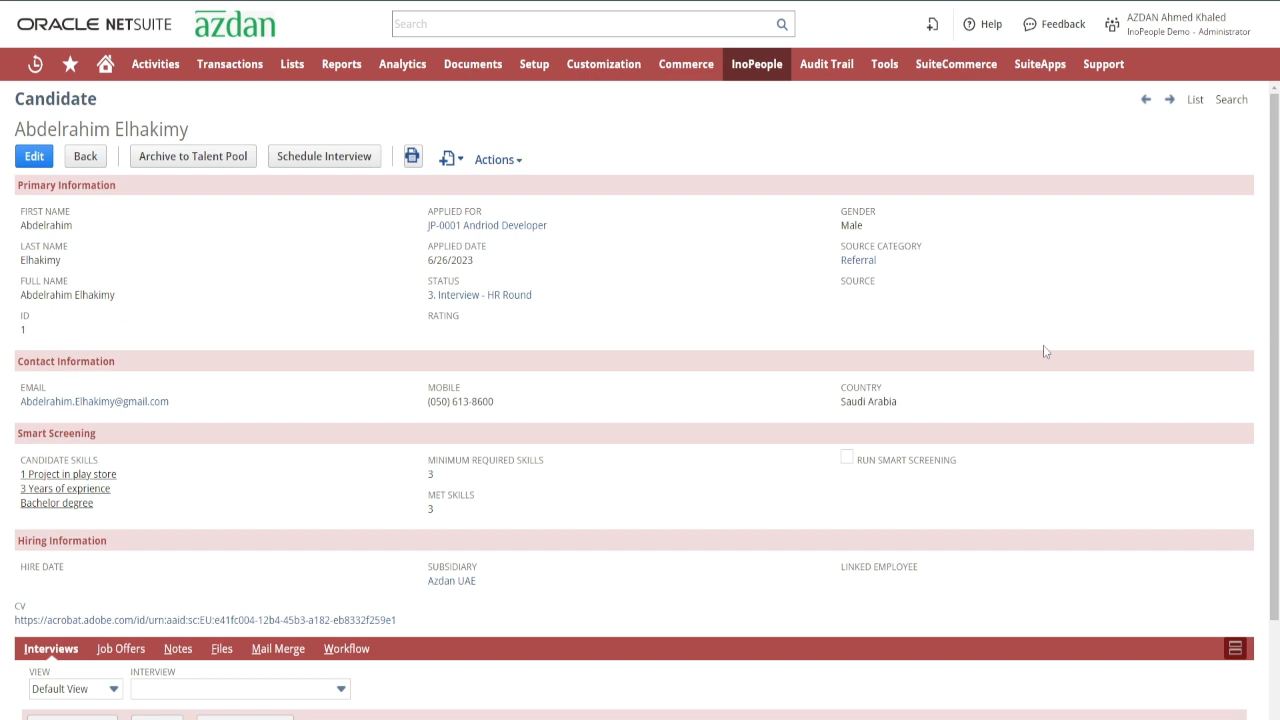 ORACLE NETSUITE azdan Search Help Feedback AZDAN Ahmed Khaled
InoPeople Demo - Administrator
Activities Transactions Lists Reports Analytics Documents Setup Customization Commerce InoPeople Audit Trail Tools SuiteCommerce SuiteApps Support
Candidate List Search
Abdelrahim Elhakimy
Edit Back Archive to Talent Pool Schedule Interview Actions
Primary Information
FIRST NAME APPLIED FOR GENDER
Abdelrahim JP-0001 Andriod Developer Male
LAST NAME APPLIED DATE SOURCE CATEGORY
Elhakimy 6/26/2023 Referral
FULL NAME STATUS SOURCE
Abdelrahim Elhakimy 3. Interview - HR Round
ID RATING
1
Contact Information
EMAIL MOBILE COUNTRY
Abdelrahim.Elhakimy@gmail.com (050) 613-8600 Saudi Arabia
Smart Screening
CANDIDATE SKILLS MINIMUM REQUIRED SKILLS RUN SMART SCREENING
1 Project in play store 3
3 Years of exprience MET SKILLS
Bachelor degree 3
Hiring Information
HIRE DATE SUBSIDIARY LINKED EMPLOYEE
Azdan UAE
CV
https://acrobat.adobe.com/id/urn:aaid:sc:EU:e41fc004-12b4-45b3-a182-eb8332f259e1
Interviews Job Offers Notes Files Mail Merge Workflow
VIEW INTERVIEW
Default View